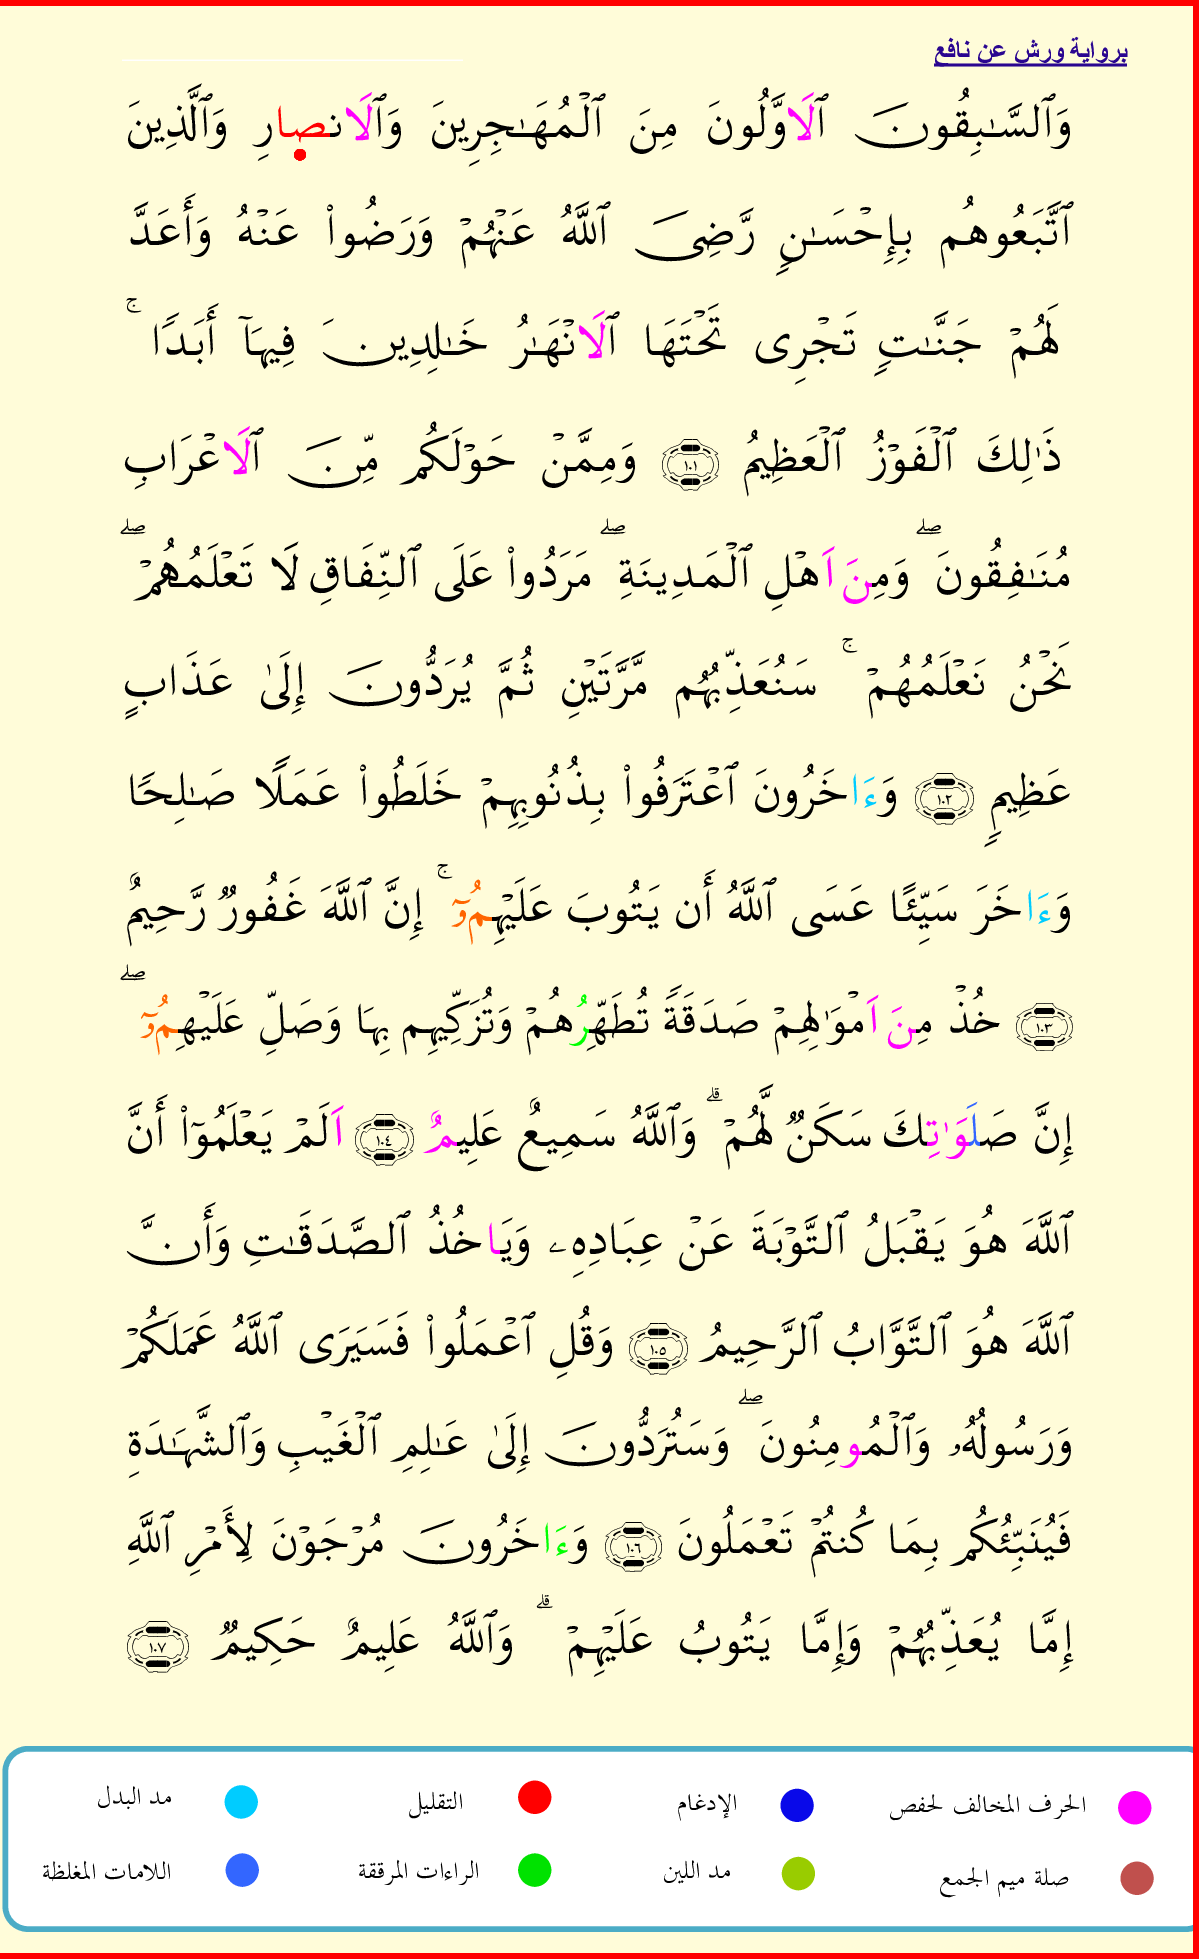 برواية ورش عن نافع
وَٱلسَّٰبِقُونَ ٱلَاوَّلُونَ مِنَ ٱلْمُهَٰجِرِينَ وَٱلَانصارِ وَٱلَّذِينَ
ٱتَّبَعُوهُم بِإِحْسَٰنٍ رَّضِىَ ٱللَّهُ عَنْهُمْ وَرَضُواْ عَنْهُ وَأَعَدَّ
لَهُمْ جَنَّٰتٍ تَجْرِى تَحْتَهَا ٱلَانْهَٰرُ خَٰلِدِينَ فِيهَآ أَبَدًا ۚ
ذَٰلِكَ ٱلْفَوْزُ ٱلْعَظِيمُ ١٠١ وَمِمَّنْ حَوْلَكُم مِّنَ ٱلَاعْرَابِ
مُنَٰفِقُونَ ۖ وَمِنَ اَهْلِ ٱلْمَدِينَةِ ۖ مَرَدُواْ عَلَى ٱلنِّفَاقِ لَا تَعْلَمُهُمْ ۖ
نَحْنُ نَعْلَمُهُمْ ۚ سَنُعَذِّبُهُم مَّرَّتَيْنِ ثُمَّ يُرَدُّونَ إِلَىٰ عَذَابٍ
عَظِيمٍ ١٠٢ وَءَاخَرُونَ ٱعْتَرَفُواْ بِذُنُوبِهِمْ خَلَطُواْ عَمَلًا صَٰلِحًا
وَءَاخَرَ سَيِّئًا عَسَى ٱللَّهُ أَن يَتُوبَ عَلَيْهِمُۥٓ ۚ إِنَّ ٱللَّهَ غَفُورٌ رَّحِيمٌ
١٠٣ خُذْ مِنَ اَمْوَٰلِهِمْ صَدَقَةً تُطَهِّرُهُمْ وَتُزَكِّيهِم بِهَا وَصَلِّ عَلَيْهِمُۥٓ ۖ
إِنَّ صَلَوَٰتِكَ سَكَنٌ لَّهُمْ ۗ وَٱللَّهُ سَمِيعٌ عَلِيمٌ ١٠٤ اَلَمْ يَعْلَمُوٓاْ أَنَّ
ٱللَّهَ هُوَ يَقْبَلُ ٱلتَّوْبَةَ عَنْ عِبَادِهِۦ وَيَاخُذُ ٱلصَّدَقَٰتِ وَأَنَّ
ٱللَّهَ هُوَ ٱلتَّوَّابُ ٱلرَّحِيمُ ١٠٥ وَقُلِ ٱعْمَلُواْ فَسَيَرَى ٱللَّهُ عَمَلَكُمْ
وَرَسُولُهُۥ وَٱلْمُومِنُونَ ۖ وَسَتُرَدُّونَ إِلَىٰ عَٰلِمِ ٱلْغَيْبِ وَٱلشَّهَٰدَةِ
فَيُنَبِّئُكُم بِمَا كُنتُمْ تَعْمَلُونَ ١٠٦ وَءَاخَرُونَ مُرْجَوْنَ لِأَمْرِ ٱللَّهِ
إِمَّا يُعَذِّبُهُمْ وَإِمَّا يَتُوبُ عَلَيْهِمْ ۗ وَٱللَّهُ عَلِيمٌ حَكِيمٌ ١٠٧
الحرف المخالف لحفص الإدغام التقليل مد البدل
صلة ميم الجمع مد اللين الراءات المرققة اللامات المغلظة